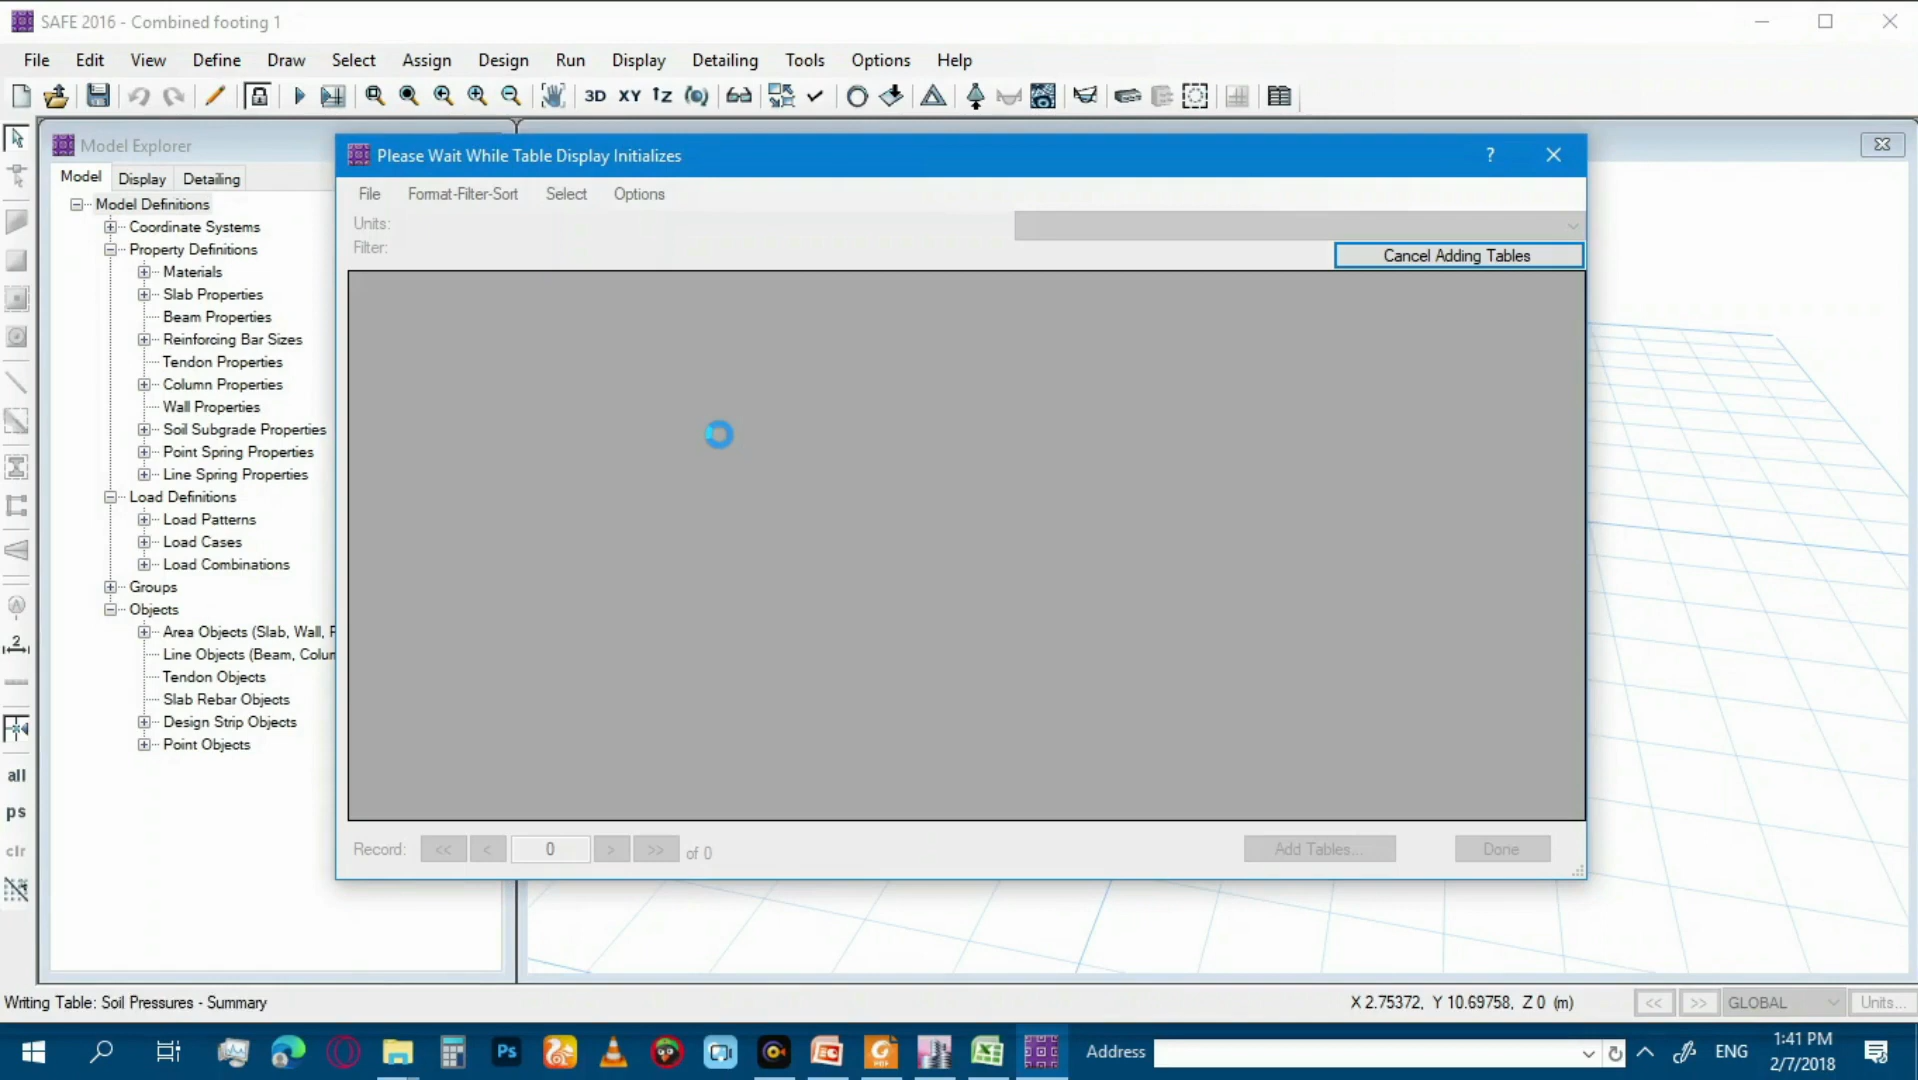 SAFE 2016 - Combined footing 1
File Edit View Define Draw Select Assign Design Run Display Detailing Tools Options Help
3D XY
Model Explorer
Model Display Detailing
Model Definitions
Coordinate Systems
Property Definitions
Materials
Slab Properties
Beam Properties
Reinforcing Bar Sizes
Tendon Properties
Column Properties
Wall Properties
Soil Subgrade Properties
Point Spring Properties
Line Spring Properties
Load Definitions
Load Patterns
Load Cases
Load Combinations
Groups
Objects
Area Objects (Slab, Wall,
Line Objects (Beam, Colu
Tendon Objects
Slab Rebar Objects
Design Strip Objects
Point Objects
2
all
ps
clr
Please Wait While Table Display Initializes ? 
File Format-Filter-Sort Select Options
Units:
Filter:
Cancel Adding Tables
Record: << < 0 > >> of 0
Add Tables... Done
Writing Table: Soil Pressures - Summary
X 2.75372, Y 10.69758, Z 0 (m) << >> GLOBAL Units...
Ps
Address
ENG
1:41 PM
2/7/2018